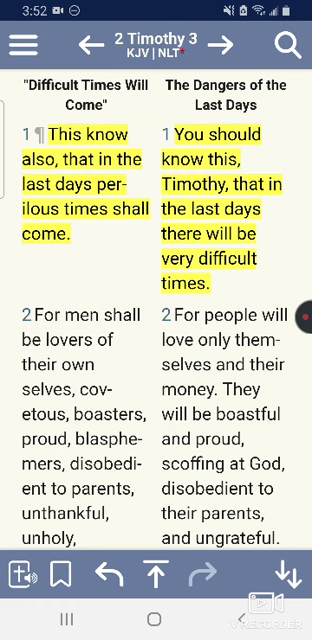 3:52
2 Timothy 3
KJV | NLT*
"Difficult Times Will
Come"
1 ¶ This know
also, that in the
last days per-
ilous times shall
come.
2 For men shall
be lovers of
their own
selves, cov-
etous, boasters,
proud, blasphe-
mers, disobedi-
ent to parents,
unthankful,
unholy,
The Dangers of the
Last Days
1 You should
know this,
Timothy, that in
the last days
there will be
very difficult
times.
2 For people will
love only them-
selves and their
money. They
will be boastful
and proud,
scoffing at God,
disobedient to
their parents,
and ungrateful.
V RECORDER